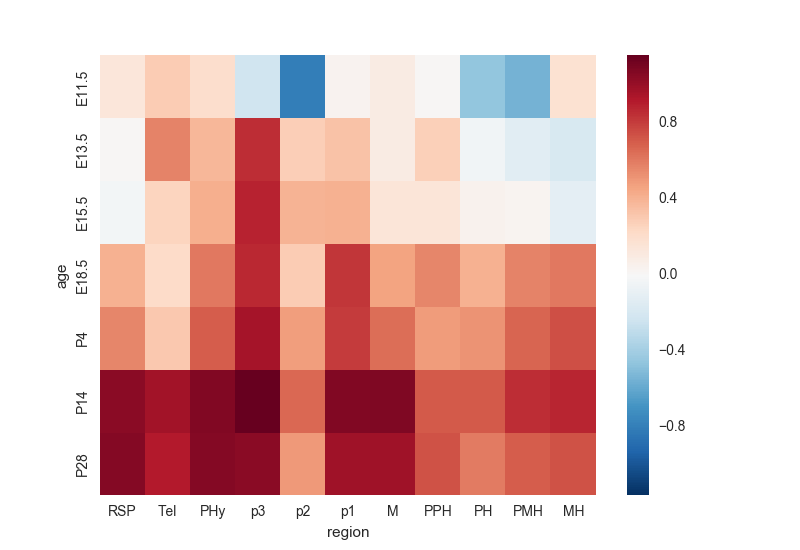 E11.5
E13.5
E15.5
E18.5
P4
P14
P28
age
RSP Tel PHy p3 p2 p1 M PPH PH PMH MH
region
0.8
0.4
0.0
−0.4
−0.8